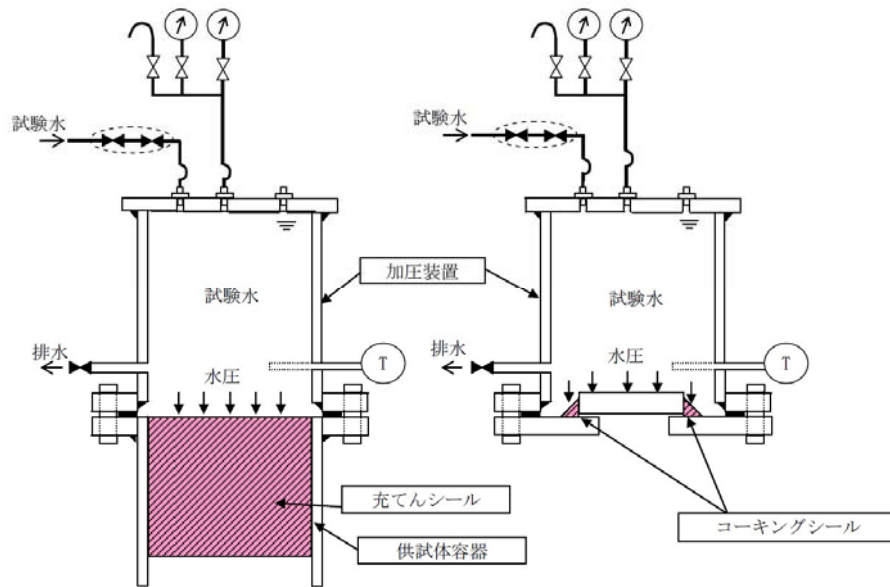 試験水
試験水
加圧装置
試験水
試験水
排水
水圧
T
排水
水圧
T
充てんシール
コーキングシール
供試体容器